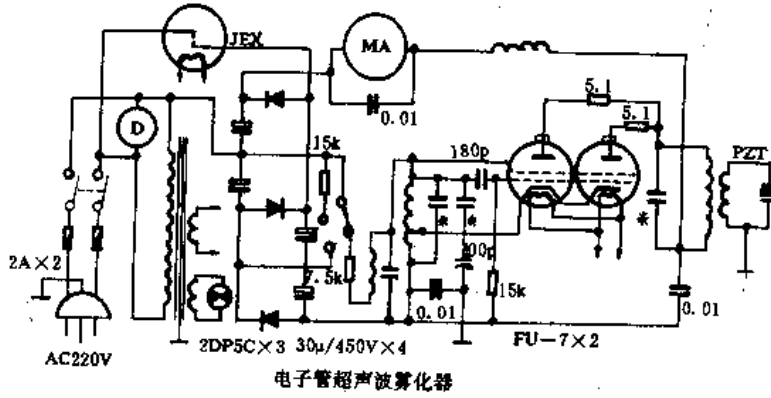 JEX
MA
D
0.01
5.1
5.1
15k
180p
PZT
*
*
*
7.5k
15k
0.01
0.01
2A×2
AC220V
2DP5C×3
30μ/450V×4
FU-7×2
电子管超声波雾化器